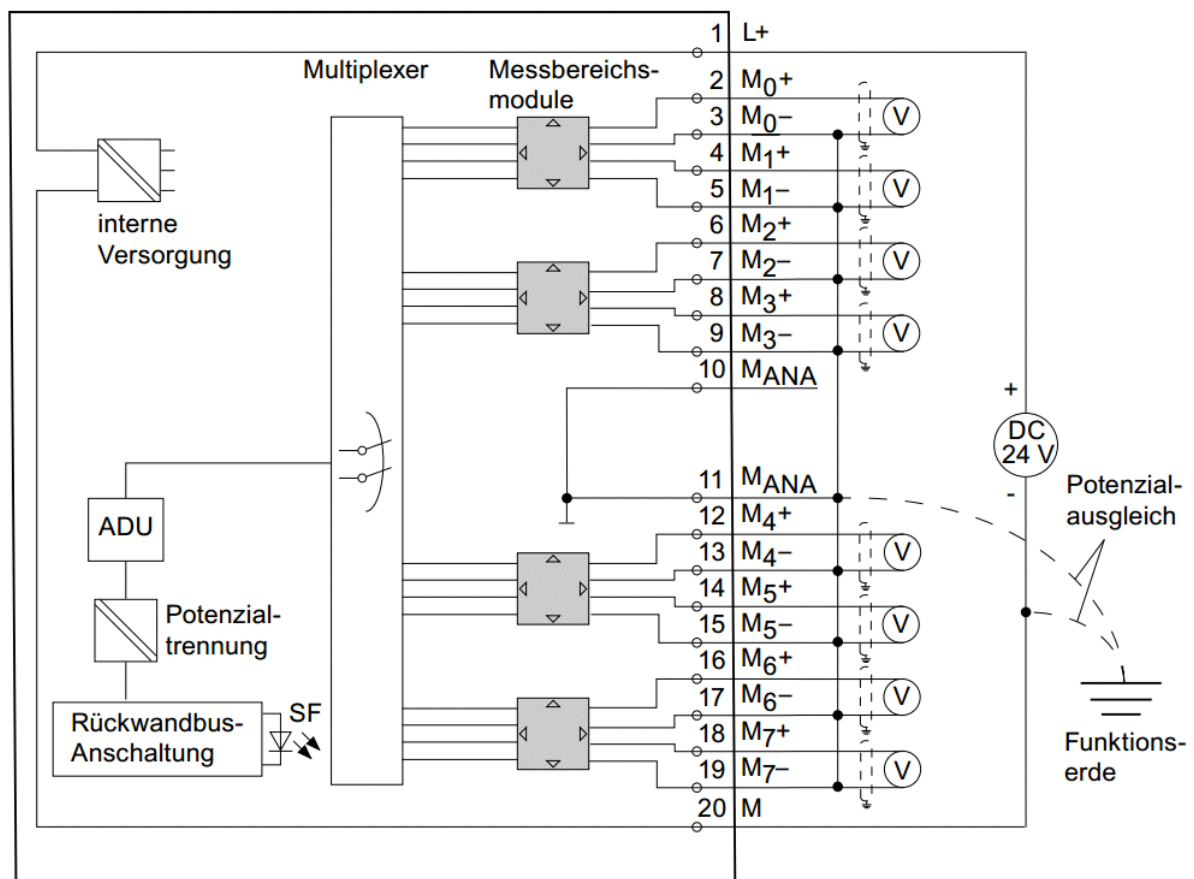 1 L+
Multiplexer
Messbereichs-
module
2 M0+
3 M0–
4 M1+
5 M1–
6 M2+
7 M2–
8 M3+
9 M3–
10 MANA
11 MANA
12 M4+
13 M4–
14 M5+
15 M5–
16 M6+
17 M6–
18 M7+
19 M7–
20 M
V
V
V
V
V
V
V
V
interne
Versorgung
ADU
Potenzial-
trennung
Rückwandbus-
Anschaltung
SF
+
DC
24 V
-
Potenzial-
ausgleich
Funktions-
erde